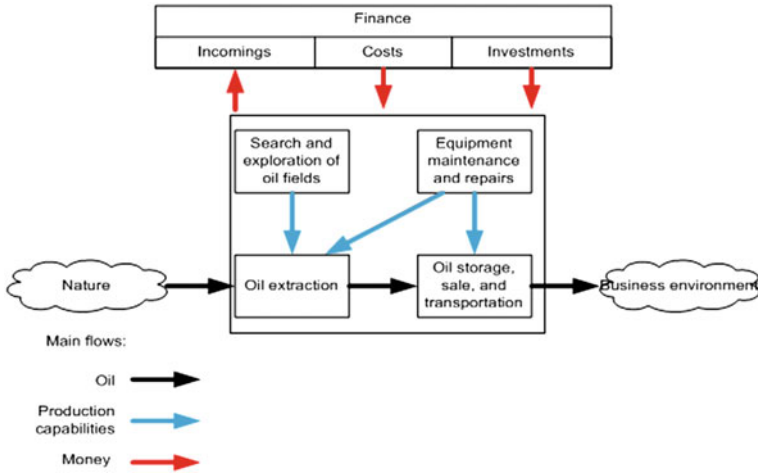 Finance
Incomings
Costs
Investments
Search and
exploration of
oil fields
Equipment
maintenance
and repairs
Nature
Oil extraction
Oil storage,
sale, and
transportation
Business environment
Main flows:
Oil
Production
capabilities
Money